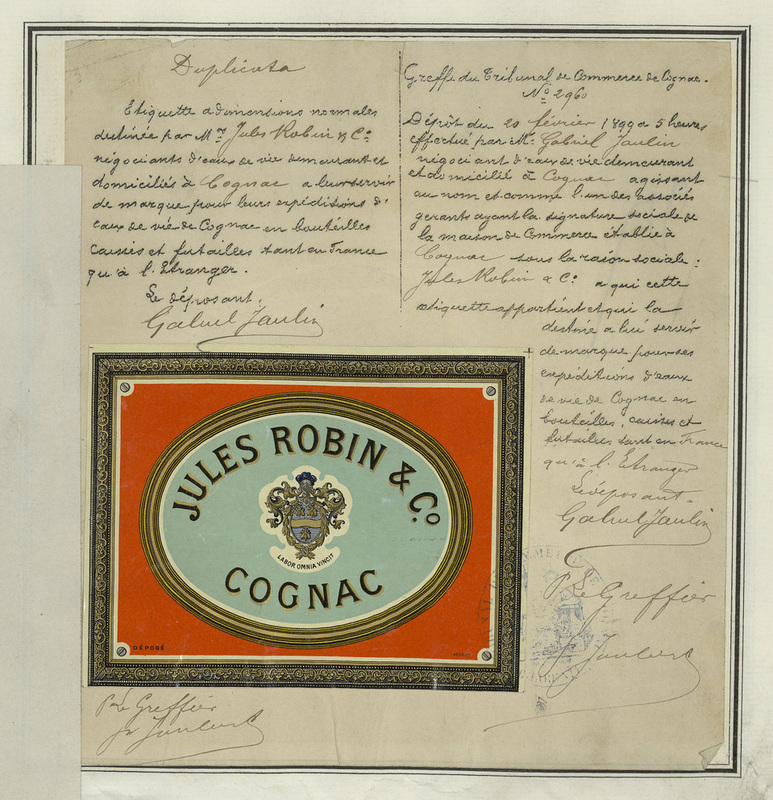 Duplicata
Etiquette a dimensions normales
destinée par Mrs Jules Robin & Co
négociants d'eaux de vie demeurant et
domiciliés à Cognac a leur servir
de marque pour leurs expéditions d'
eaux de vie de Cognac en bouteilles
caisses et futailles tant en France
qu'à l'Etranger.
Le déposant.
Gabriel Jaulin
Greffe du Tribunal de Commerce de Cognac.
No 2960
Dépôt du 20 février 1899 a 5 heures
effectué par Mr Gabriel Jaulin
négociant d'eaux de vie demeurant
et domicilié à Cognac agissant
au nom et comme l'un des associés
gerants ayant la signature sociale de
la maison de Commerce établie à
Cognac sous la raison sociale:
Jules Robin & Co a qui cette
etiquette appartient et qui la
destine a lui servir
de marque pour ses
expéditions d'eaux
de vie de Cognac en
bouteilles, caisses et
futailles tant en France
qu'à l'Etranger
Le déposant.
Gabriel Jaulin
Pr Le Greffier
JULES ROBIN & Co.
LABOR OMNIA VINCIT
COGNAC
DÉPOSÉ
Pr Le Greffier